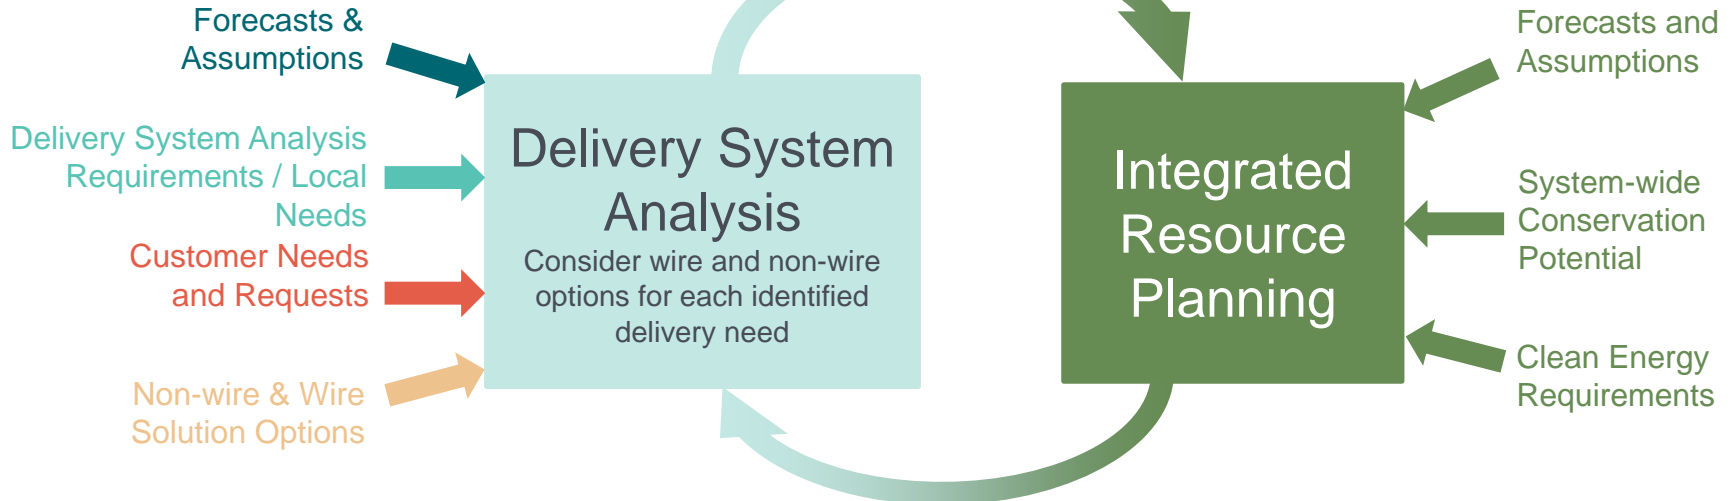 Forecasts &
Assumptions
Delivery System Analysis
Requirements / Local
Needs
Customer Needs
and Requests
Non-wire & Wire
Solution Options
Delivery System
Analysis
Consider wire and non-wire
options for each identified
delivery need
Integrated
Resource
Planning
Forecasts and
Assumptions
System-wide
Conservation
Potential
Clean Energy
Requirements